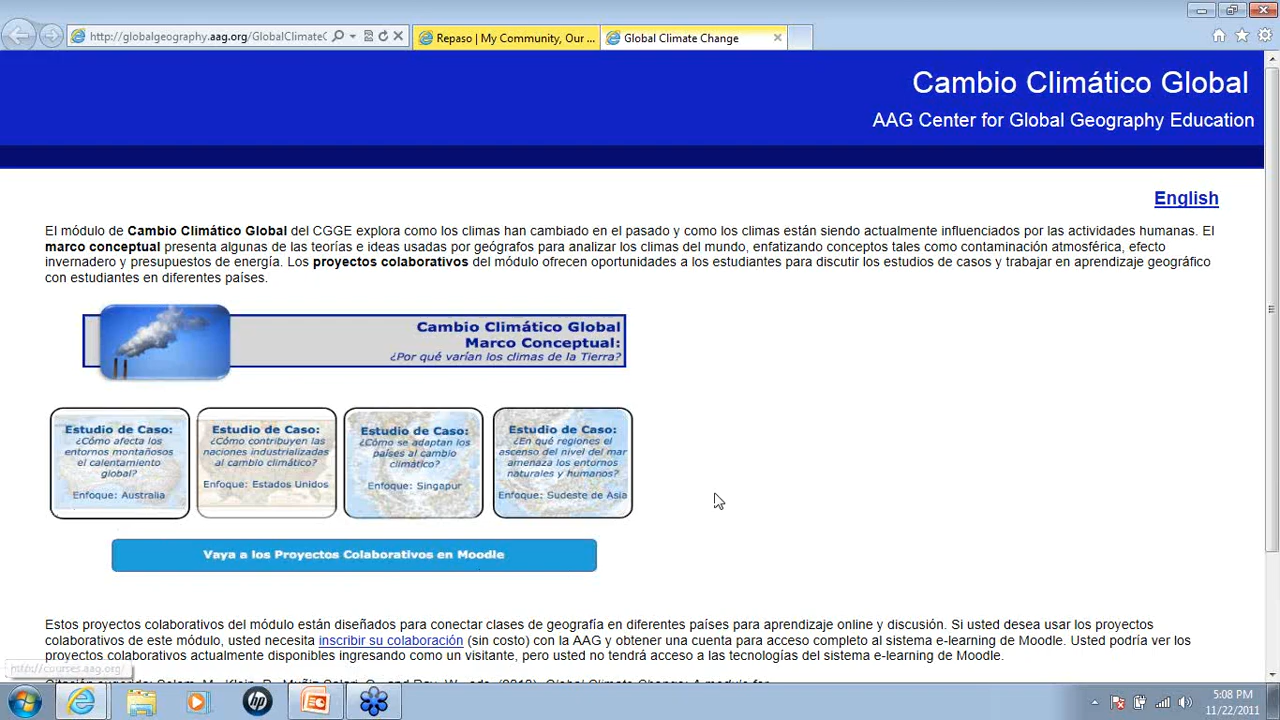 http://globalgeography.aag.org/GlobalClimateC
Repaso | My Community, Our ...
Global Climate Change
Cambio Climático Global
AAG Center for Global Geography Education
English
El módulo de Cambio Climático Global del CGGE explora como los climas han cambiado en el pasado y como los climas están siendo actualmente influenciados por las actividades humanas. El
marco conceptual presenta algunas de las teorías e ideas usadas por geógrafos para analizar los climas del mundo, enfatizando conceptos tales como contaminación atmosférica, efecto
invernadero y presupuestos de energía. Los proyectos colaborativos del módulo ofrecen oportunidades a los estudiantes para discutir los estudios de casos y trabajar en aprendizaje geográfico
con estudiantes en diferentes países.
Cambio Climático Global
Marco Conceptual:
¿Por qué varían los climas de la Tierra?
Estudio de Caso:
¿Cómo afecta los
entornos montañosos
el calentamiento
global?
Enfoque: Australia
Estudio de Caso:
¿Cómo contribuyen las
naciones industrializadas
al cambio climático?
Enfoque: Estados Unidos
Estudio de Caso:
¿Cómo se adaptan los
países al cambio
climático?
Enfoque: Singapur
Estudio de Caso:
¿En qué regiones el
ascenso del nivel del mar
amenaza los entornos
naturales y humanos?
Enfoque: Sudeste de Asia
Vaya a los Proyectos Colaborativos en Moodle
Estos proyectos colaborativos del módulo están diseñados para conectar clases de geografía en diferentes países para aprendizaje online y discusión. Si usted desea usar los proyectos
colaborativos de este módulo, usted necesita inscribir su colaboración (sin costo) con la AAG y obtener una cuenta para acceso completo al sistema e-learning de Moodle. Usted podría ver los
proyectos colaborativos actualmente disponibles ingresando como un visitante, pero usted no tendrá acceso a las tecnologías del sistema e-learning de Moodle.
http://courses.aag.org/
5:08 PM
11/22/2011